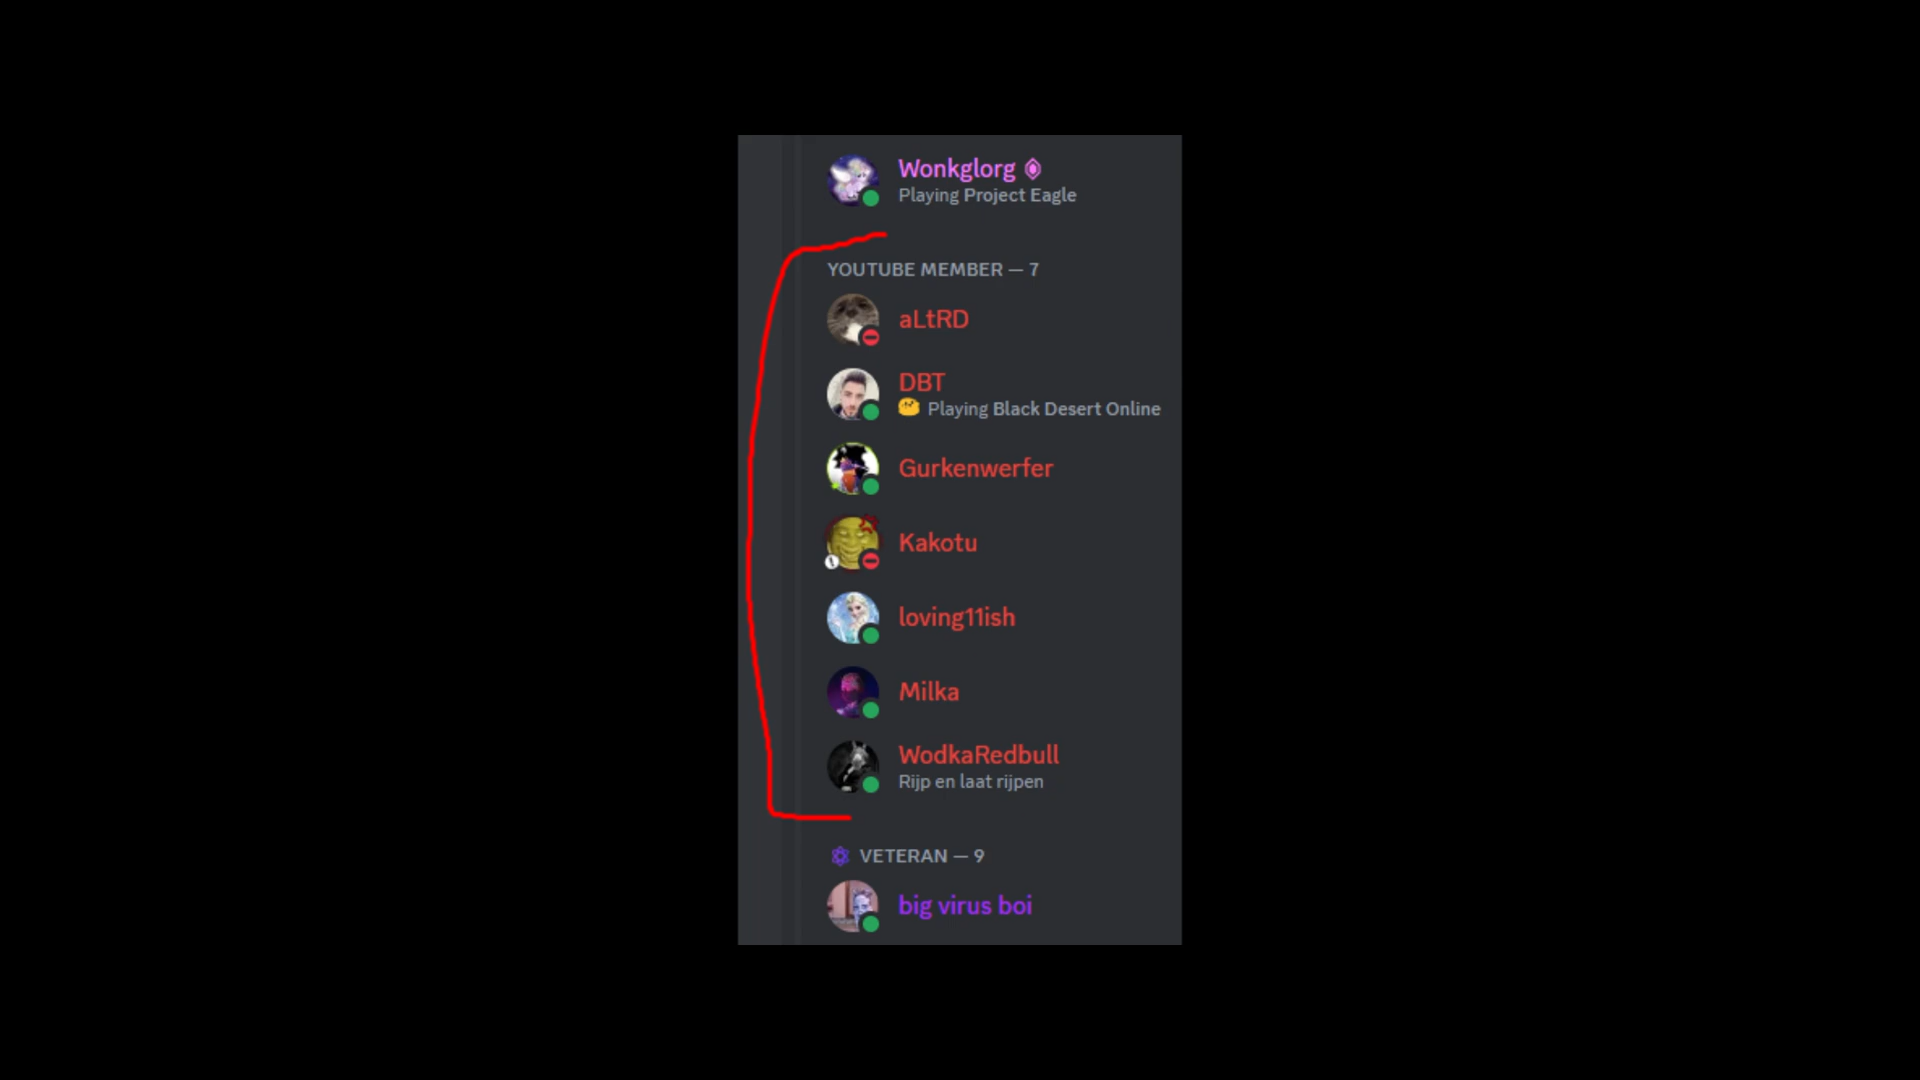 Wonkglorg
Playing Project Eagle
YOUTUBE MEMBER — 7
aLtRD
DBT
Playing Black Desert Online
Gurkenwerfer
Kakotu
loving11ish
Milka
WodkaRedbull
Rijp en laat rijpen
VETERAN — 9
big virus boi